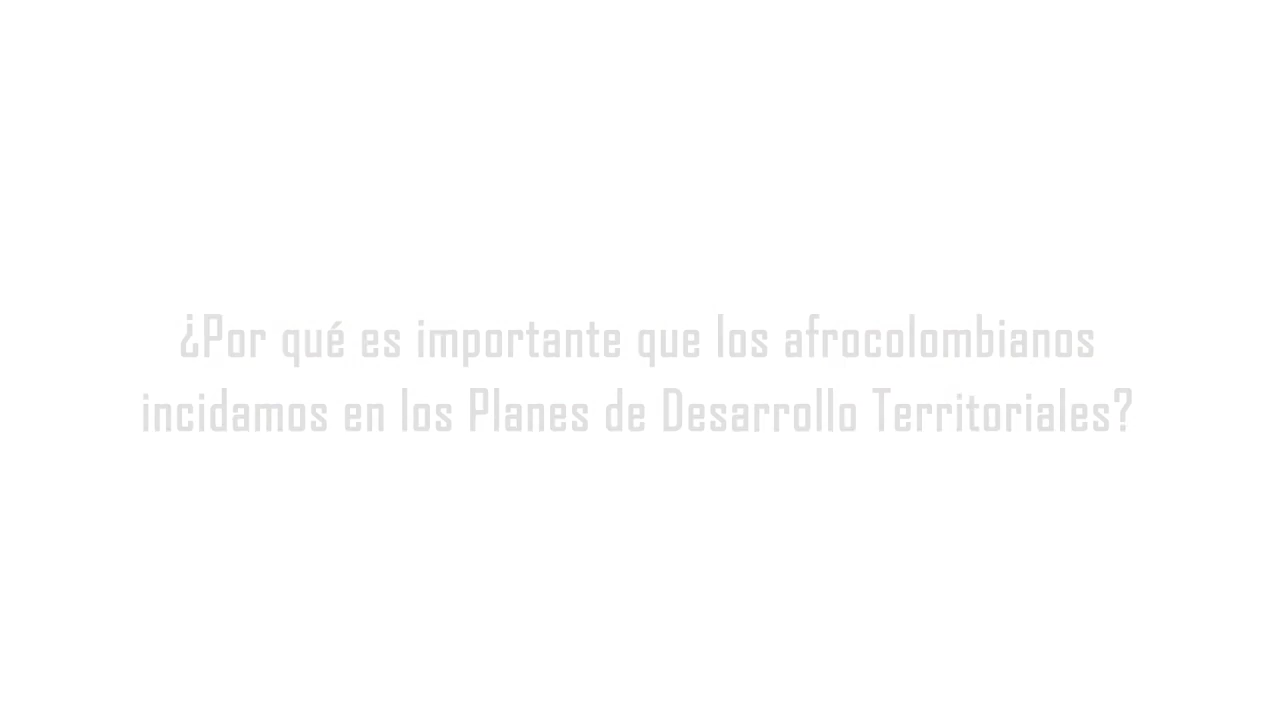 ¿Por qué es importante que los afrocolombianos
incidamos en los Planes de Desarrollo Territoriales?